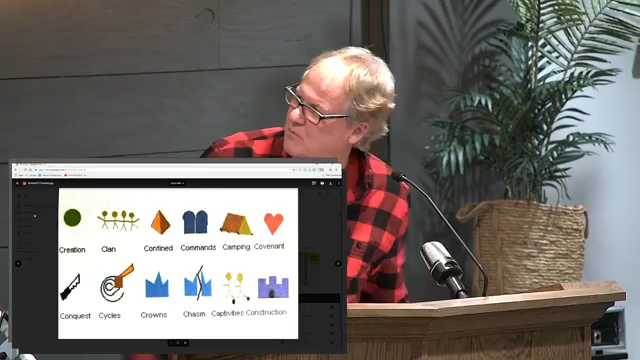 Creation Clan Confined Commands Camping Covenant
Conquest Cycles Crowns Chasm Captivities Construction